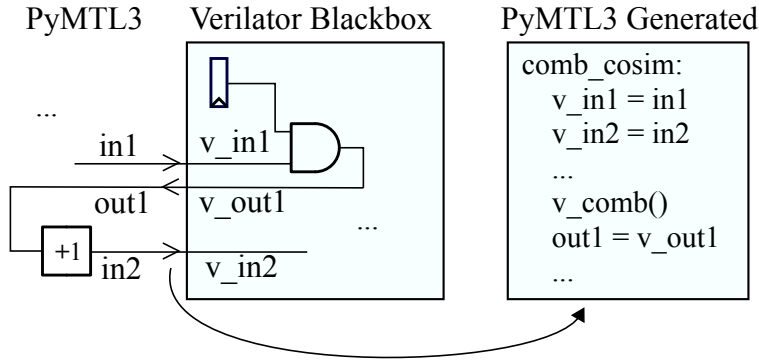 PyMTL3
Verilator Blackbox
PyMTL3 Generated
...
in1
v_in1
out1
v_out1
...
+1
in2
v_in2
comb_cosim:
v_in1 = in1
v_in2 = in2
...
v_comb()
out1 = v_out1
...